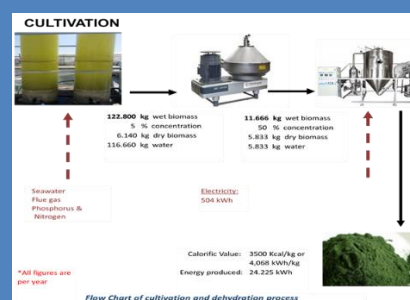 CULTIVATION
122.800 kg wet biomass
5 % concentration
6.140 kg dry biomass
116.660 kg water
11.666 kg wet biomass
50 % concentration
5.833 kg dry biomass
5.833 kg water
Seawater
Flue gas
Phosphorus &
Nitrogen
Electricity:
504 kWh
Calorific Value: 3500 Kcal/kg or
4,068 kWh/kg
Energy produced: 24.225 kWh
*All figures are
per year
Flow Chart of cultivation and dehydration process